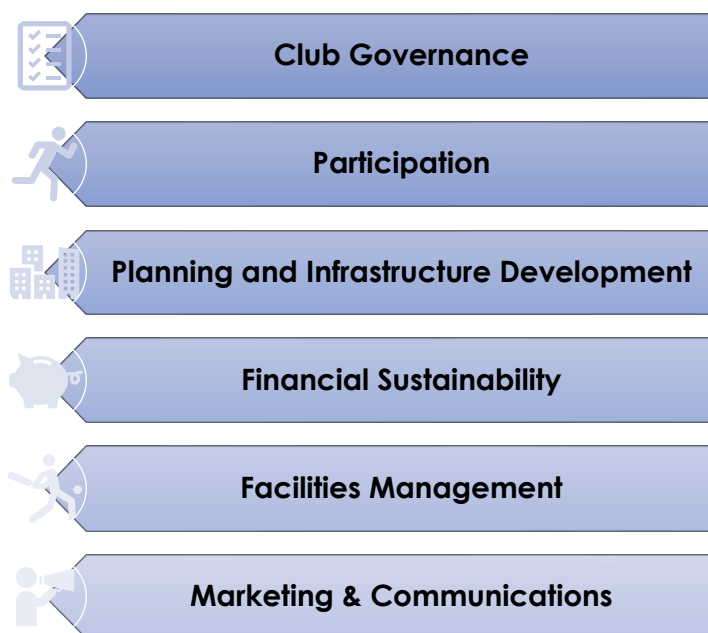 Club Governance
Participation
Planning and Infrastructure Development
Financial Sustainability
Facilities Management
Marketing & Communications